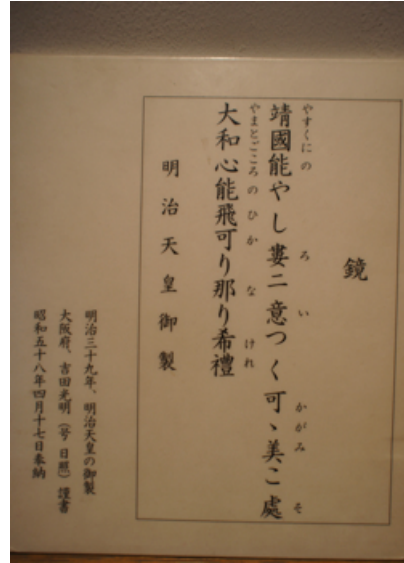 鏡
やすくにの ろ い かがみ そ
靖國能やし婁ニ意つく可ゝ美こ處
やまとごころのひか な けれ
大和心能飛可り那り希禮
明治天皇御製
明治三十九年、明治天皇の御製
大阪府、吉田光明(号 日照)謹書
昭和五十八年四月十七日奉納